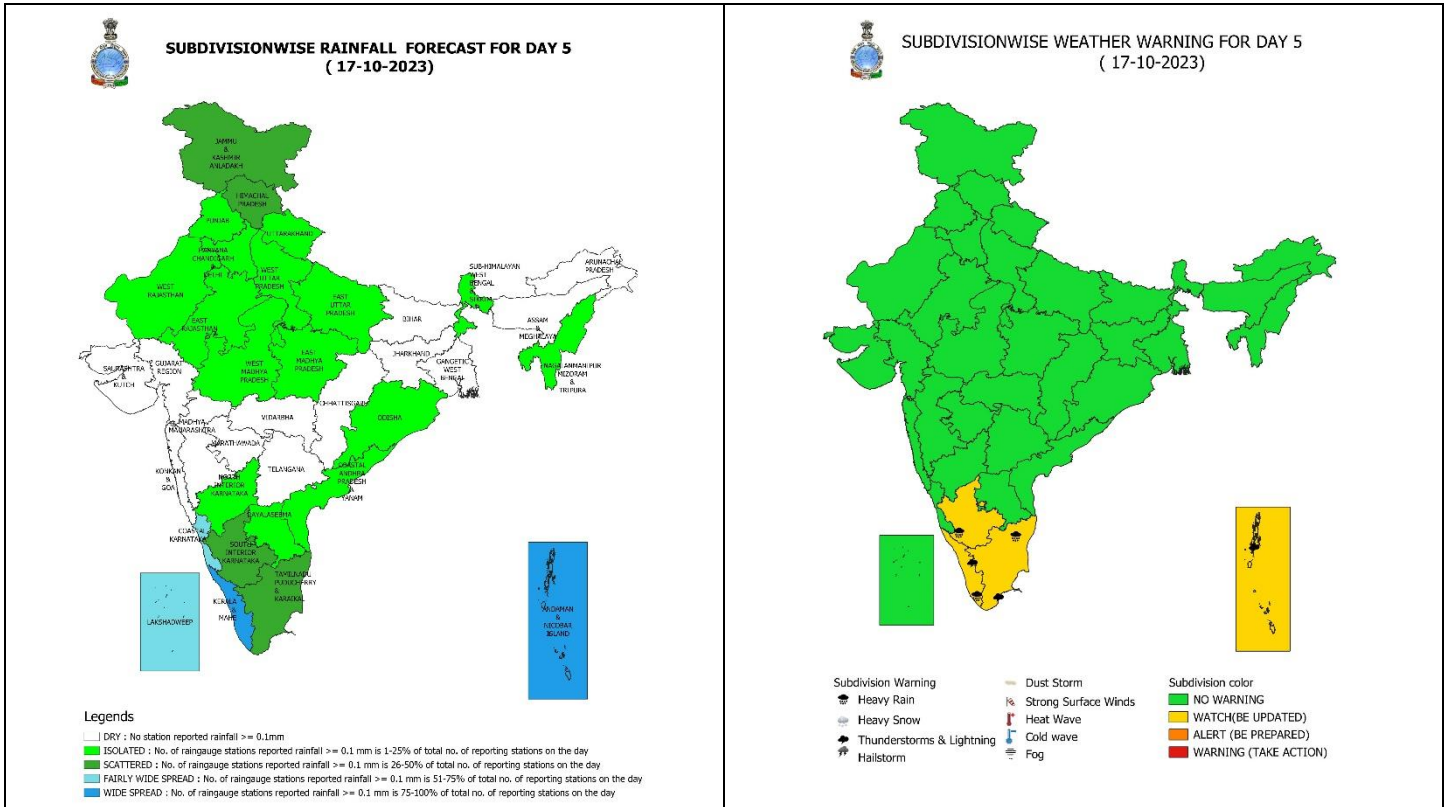 SUBDIVISIONWISE RAINFALL FORECAST FOR DAY 5
( 17-10-2023)
JAMMU
&
KASHMIR
ANLADAKH
HIMACHAL
PRADESH
PUNJAB
UTTARAKHAND
HARYANA
CHANDIGARH
&
DELHI
WEST
UTTAR
PRADESH
SUB-HIMALAYAN
WEST
BENGAL
&
SIKKIM
ARUNACHAL
PRADESH
WEST
RAJASTHAN
EAST
UTTAR
PRADESH
EAST
RAJASTHAN
BIHAR
ASSAM
&
MEGHALAYA
SAURASHTRA
&
KUTCH
GUJARAT
REGION
WEST
MADHYA
PRADESH
EAST
MADHYA
PRADESH
JHARKHAND
GANGETIC
WEST
BENGAL
MIZORAM
&
TRIPURA
CHHATTISGARH
VIDARBHA
ODISHA
MADHYA
MAHARASHTRA
MARATHAWADA
KONKAN
&
GOA
TELANGANA
COASTAL
ANDHRA
PRADESH
&
YANAM
NORTH
INTERIOR
KARNATAKA
RAYALASEEMA
COASTAL
KARNATAKA
SOUTH
INTERIOR
KARNATAKA
TAMILNADU
PUDUCHERRY
&
KARAIKAL
KERALA
&
MAHE
LAKSHADWEEP
ANDAMAN
&
NICOBAR
ISLAND
Legends
DRY : No station reported rainfall >= 0.1mm
ISOLATED : No. of raingauge stations reported rainfall >= 0.1 mm is 1-25% of total no. of reporting stations on the day
SCATTERED : No. of raingauge stations reported rainfall >= 0.1 mm is 26-50% of total no. of reporting stations on the day
FAIRLY WIDE SPREAD : No. of raingauge stations reported rainfall >= 0.1 mm is 51-75% of total no. of reporting stations on the day
WIDE SPREAD : No. of raingauge stations reported rainfall >= 0.1 mm is 75-100% of total no. of reporting stations on the day
SUBDIVISIONWISE WEATHER WARNING FOR DAY 5
( 17-10-2023)
Subdivision Warning
Heavy Rain
Heavy Snow
Thunderstorms & Lightning
Hailstorm
Dust Storm
Strong Surface Winds
Heat Wave
Cold wave
Fog
Subdivision color
NO WARNING
WATCH(BE UPDATED)
ALERT (BE PREPARED)
WARNING (TAKE ACTION)